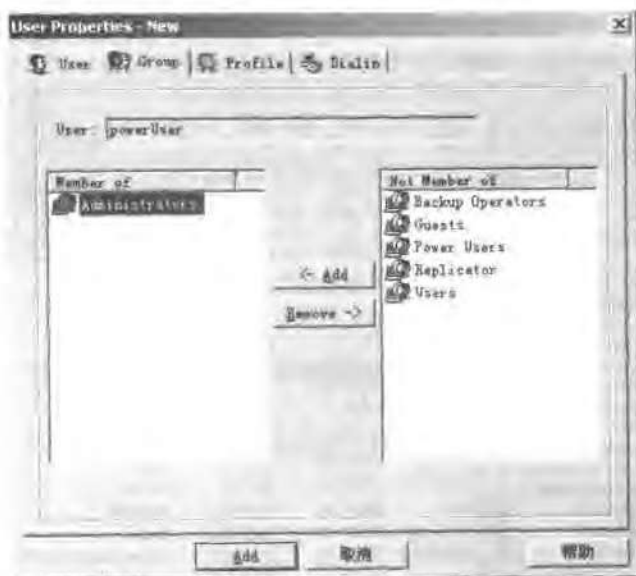 User Properties - New
User Group Profile Dialin
User: powerUser
Member of
Administrators
Not Member of
Backup Operators
Guests
Power Users
Replicator
Users
<- Add
Remove ->
Add 取消 帮助